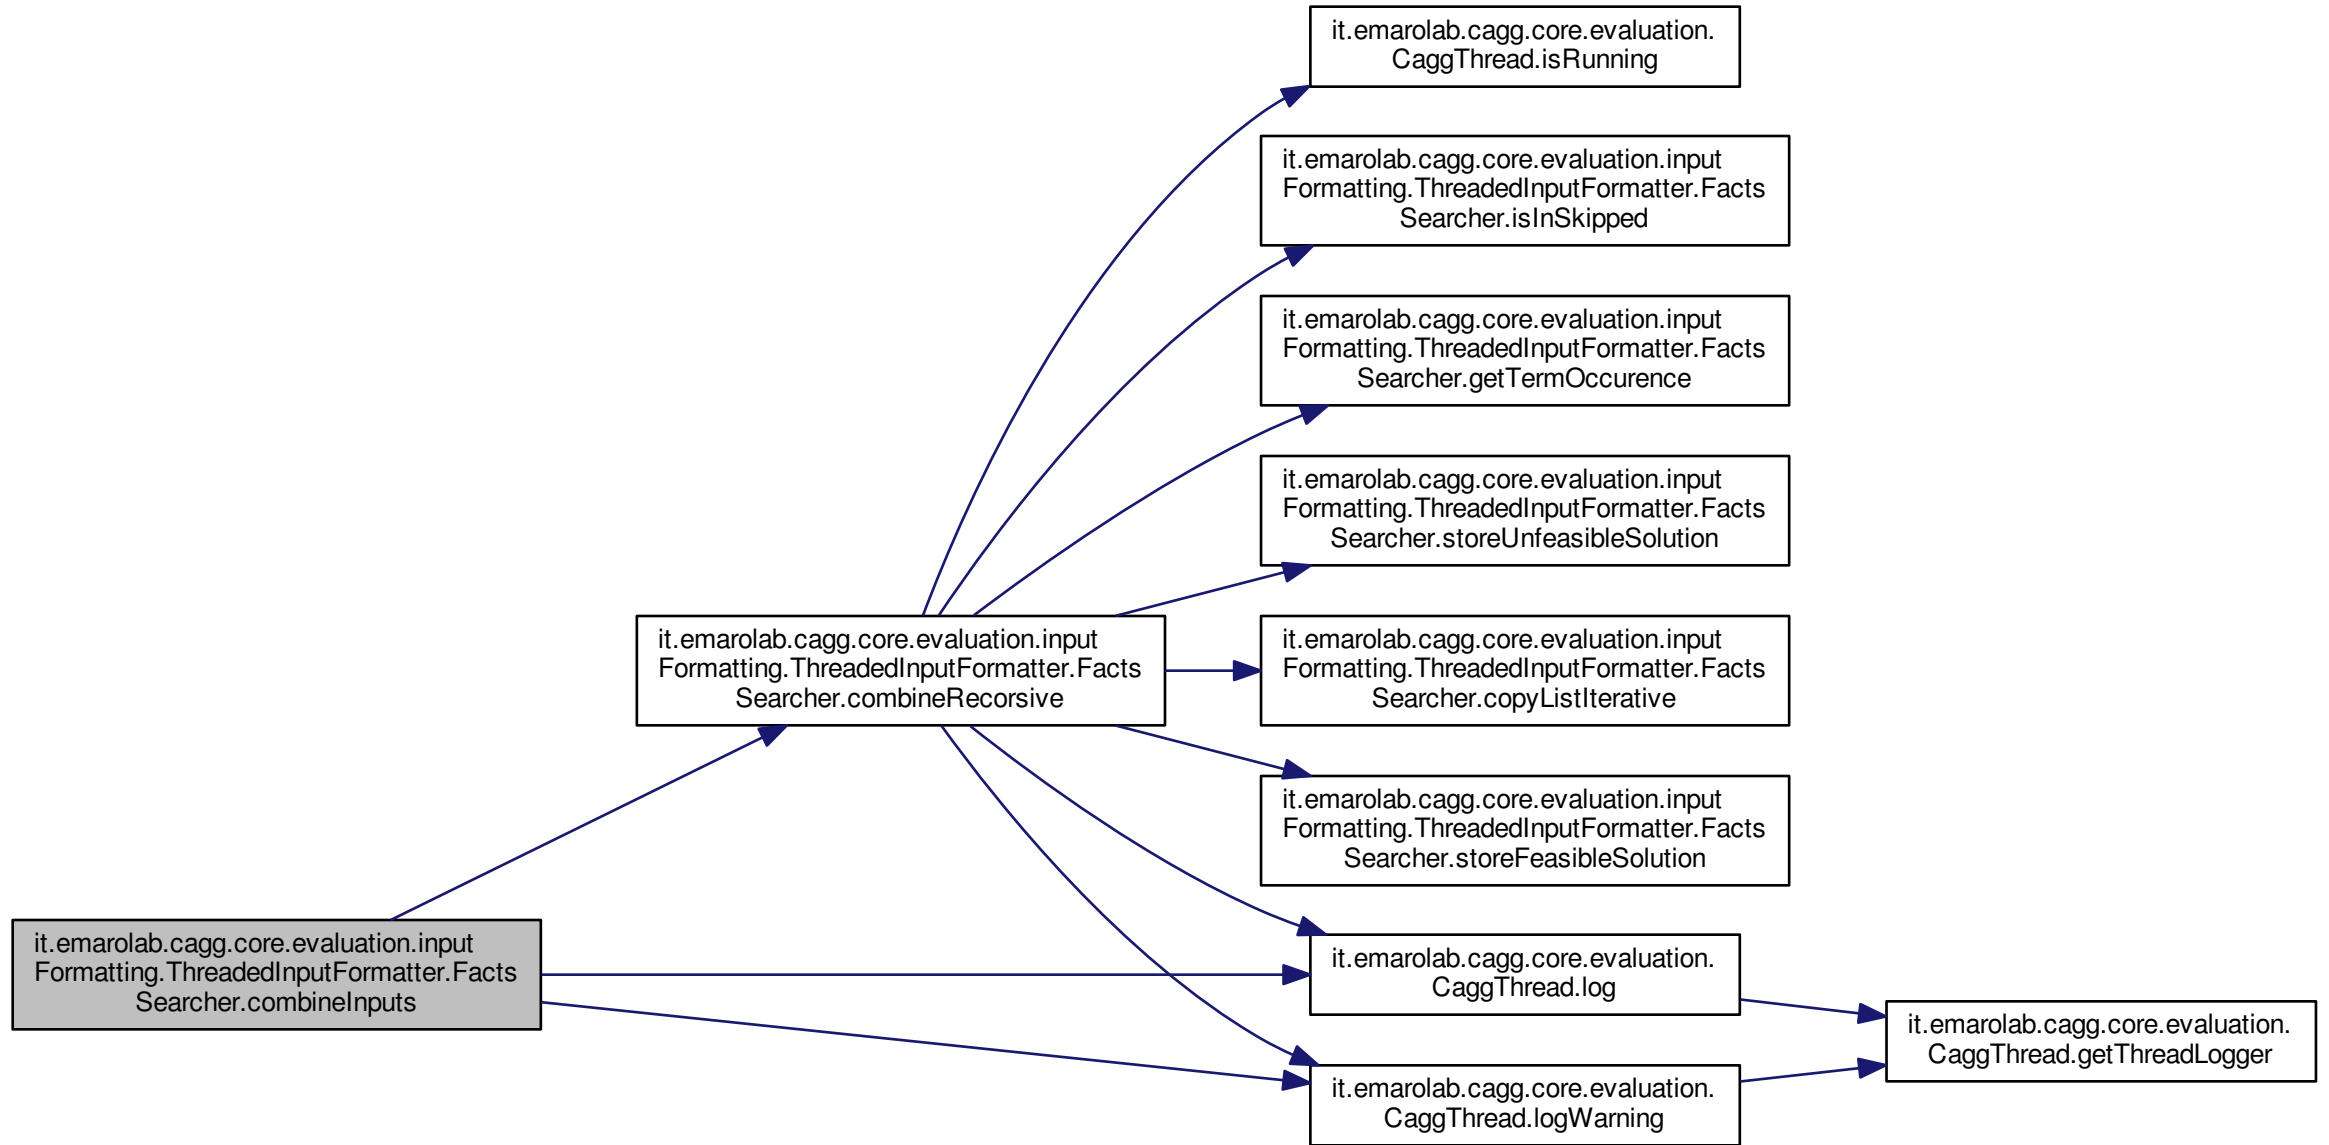 it.emarolab.cagg.core.evaluation.
CaggThread.isRunning
it.emarolab.cagg.core.evaluation.input
Formatting.ThreadedInputFormatter.Facts
Searcher.isInSkipped
it.emarolab.cagg.core.evaluation.input
Formatting.ThreadedInputFormatter.Facts
Searcher.getTermOccurence
it.emarolab.cagg.core.evaluation.input
Formatting.ThreadedInputFormatter.Facts
Searcher.storeUnfeasibleSolution
it.emarolab.cagg.core.evaluation.input
Formatting.ThreadedInputFormatter.Facts
Searcher.combineRecorsive
it.emarolab.cagg.core.evaluation.input
Formatting.ThreadedInputFormatter.Facts
Searcher.copyListIterative
it.emarolab.cagg.core.evaluation.input
Formatting.ThreadedInputFormatter.Facts
Searcher.storeFeasibleSolution
it.emarolab.cagg.core.evaluation.input
Formatting.ThreadedInputFormatter.Facts
Searcher.combineInputs
it.emarolab.cagg.core.evaluation.
CaggThread.log
it.emarolab.cagg.core.evaluation.
CaggThread.getThreadLogger
it.emarolab.cagg.core.evaluation.
CaggThread.logWarning